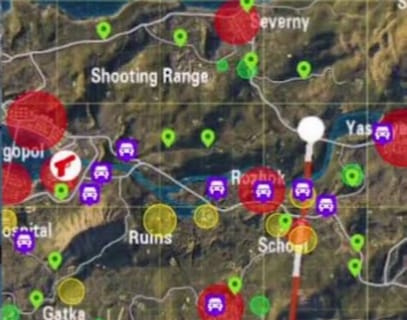 Severny
Shooting Range
Yas
gopol
Rozhok
ospital
Ruins
School
Gatka